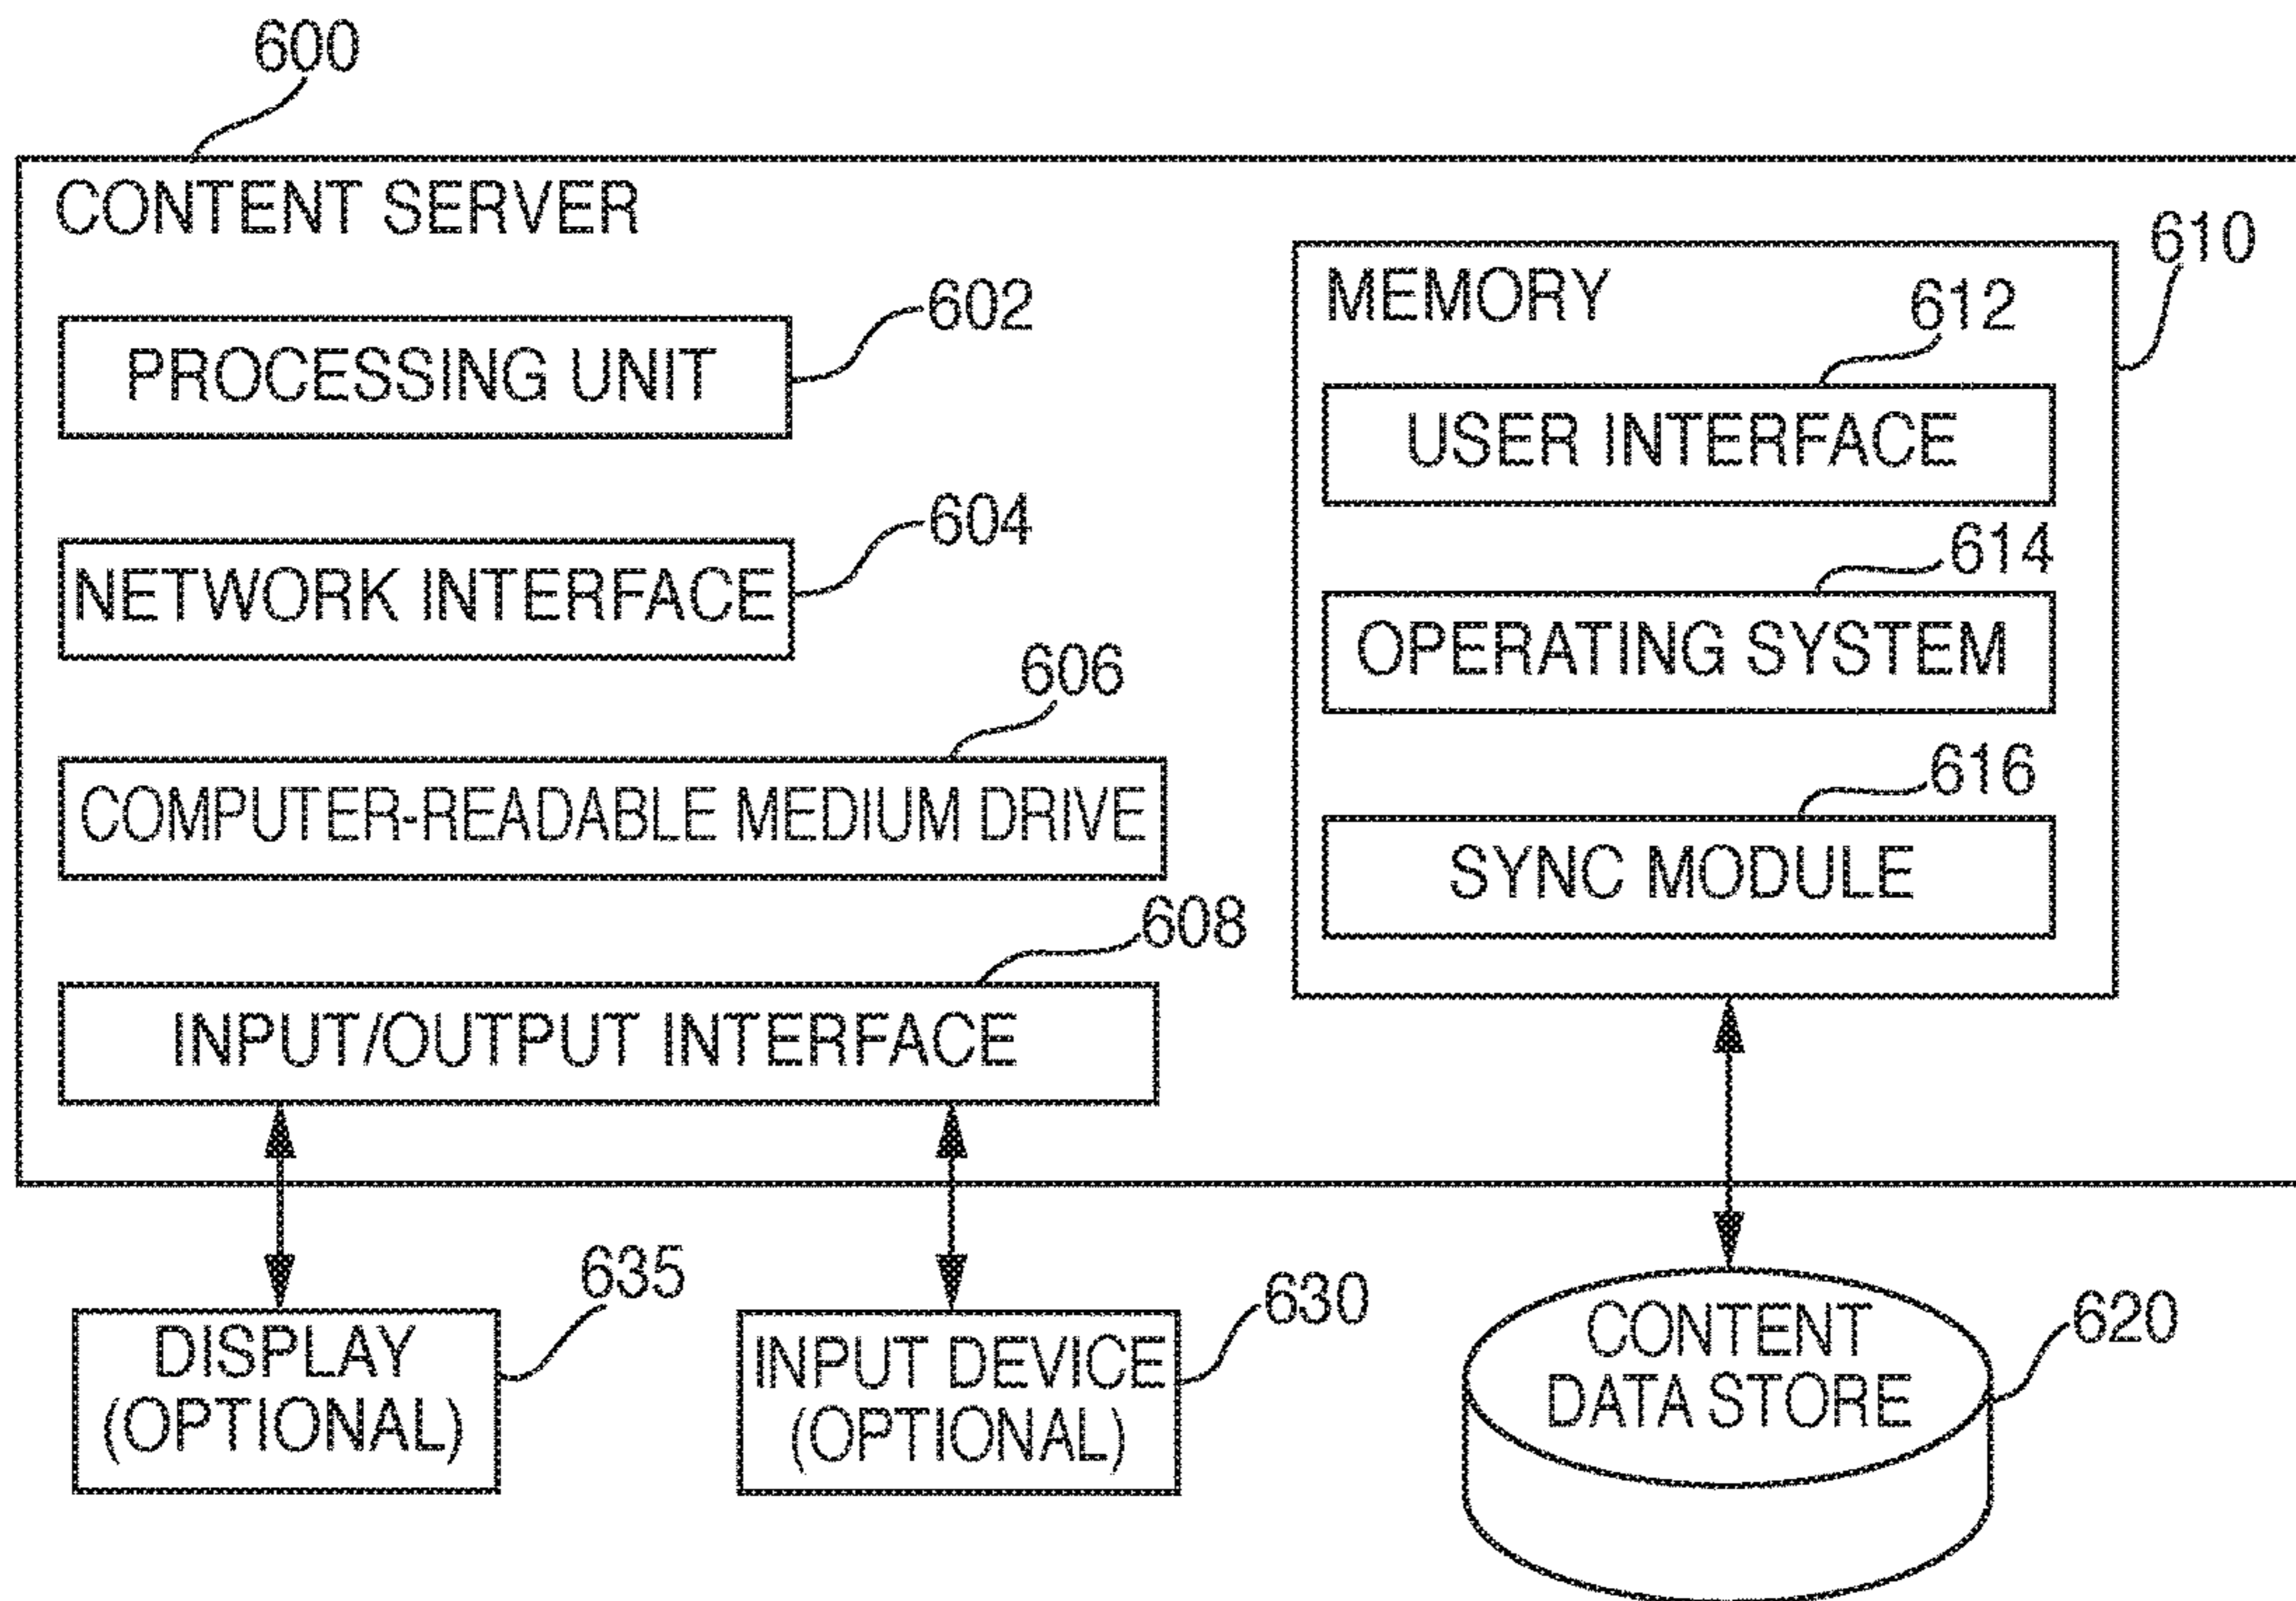 600
CONTENT SERVER
PROCESSING UNIT
602
NETWORK INTERFACE
604
COMPUTER-READABLE MEDIUM DRIVE
606
INPUT/OUTPUT INTERFACE
608
MEMORY
610
USER INTERFACE
612
OPERATING SYSTEM
614
SYNC MODULE
616
DISPLAY
(OPTIONAL)
635
INPUT DEVICE
(OPTIONAL)
630
CONTENT
DATA STORE
620